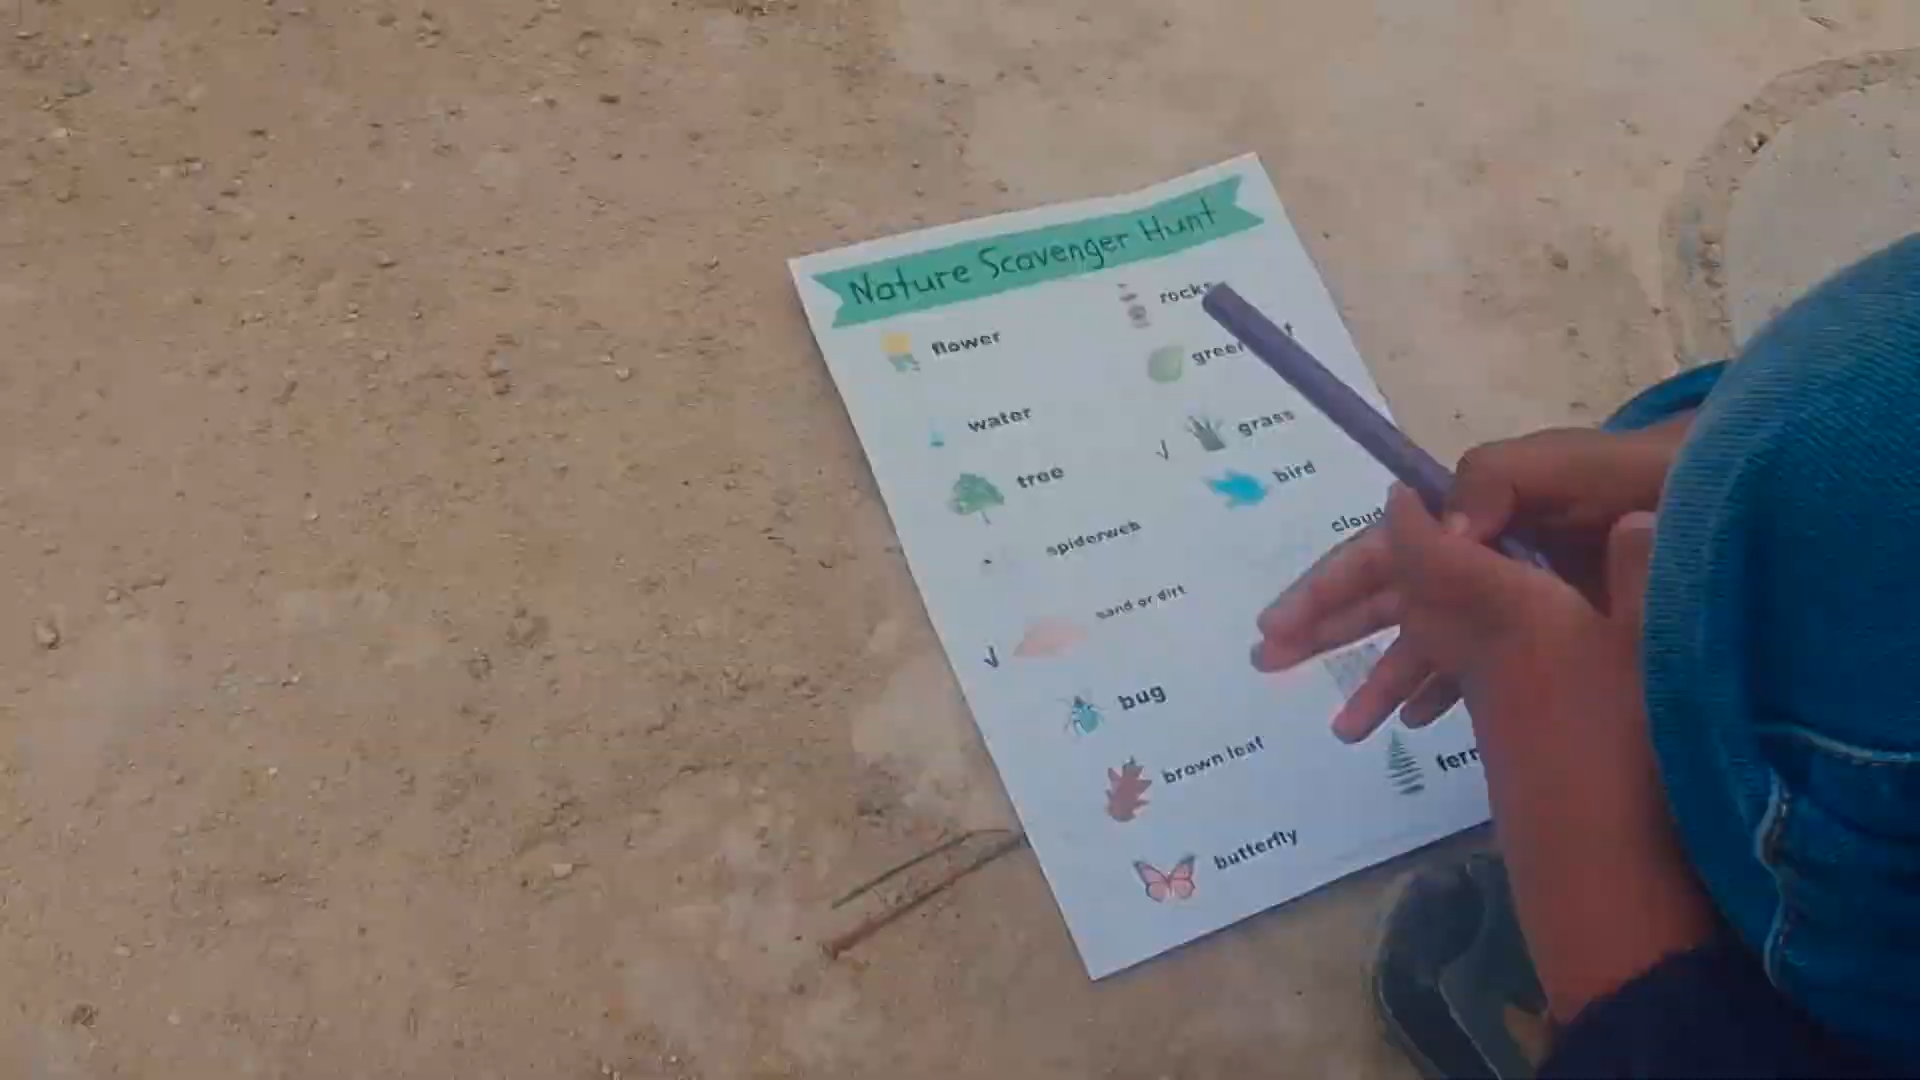 Nature Scavenger Hunt
flower
water
tree
spiderweb
sand or dirt
bug
brown leaf
butterfly
rocks
grass
bird
cloud